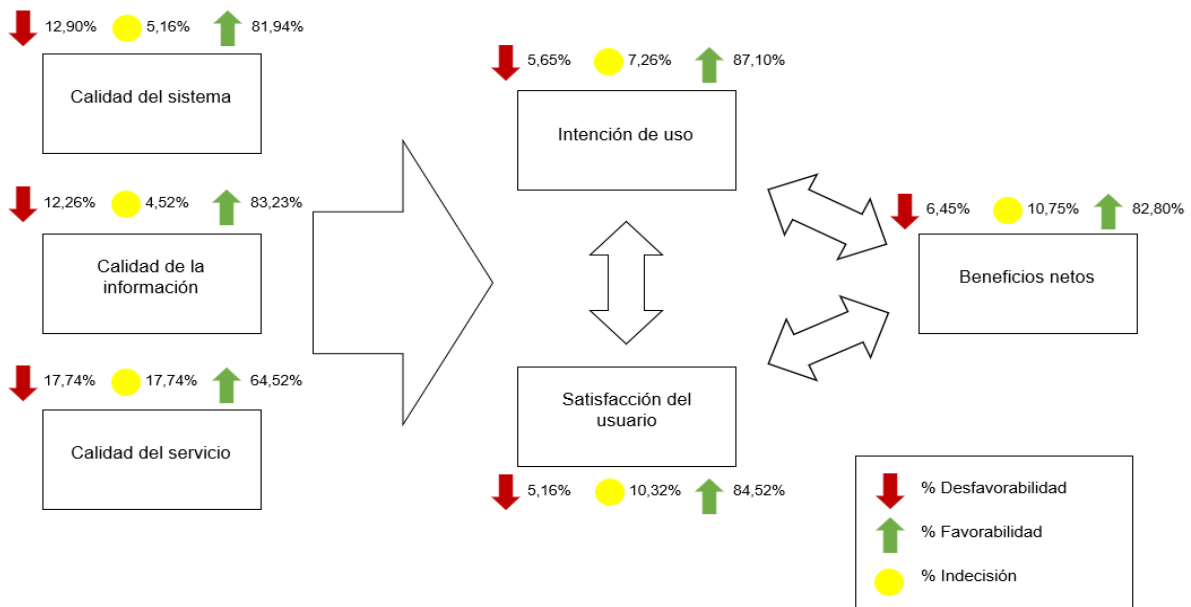 12,90% 5,16% 81,94%
Calidad del sistema
12,26% 4,52% 83,23%
Calidad de la
información
17,74% 17,74% 64,52%
Calidad del servicio
5,65% 7,26% 87,10%
Intención de uso
Satisfacción del
usuario
5,16% 10,32% 84,52%
6,45% 10,75% 82,80%
Beneficios netos
% Desfavorabilidad
% Favorabilidad
% Indecisión